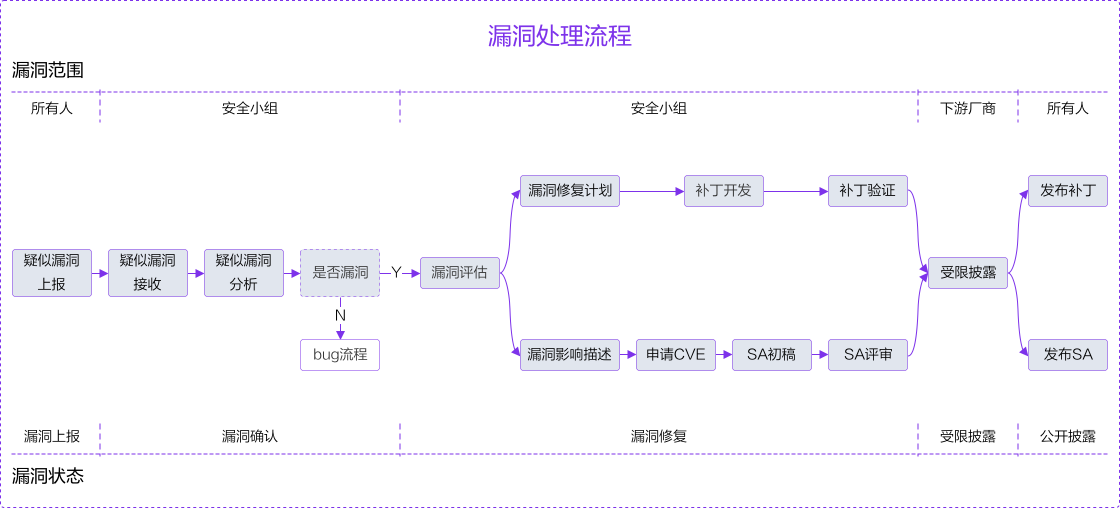 漏洞处理流程
漏洞范围
所有人
安全小组
安全小组
下游厂商
所有人
漏洞修复计划
补丁开发
补丁验证
发布补丁
疑似漏洞
上报
疑似漏洞
接收
疑似漏洞
分析
是否漏洞
Y
漏洞评估
受限披露
N
bug流程
漏洞影响描述
申请CVE
SA初稿
SA评审
发布SA
漏洞上报
漏洞确认
漏洞修复
受限披露
公开披露
漏洞状态